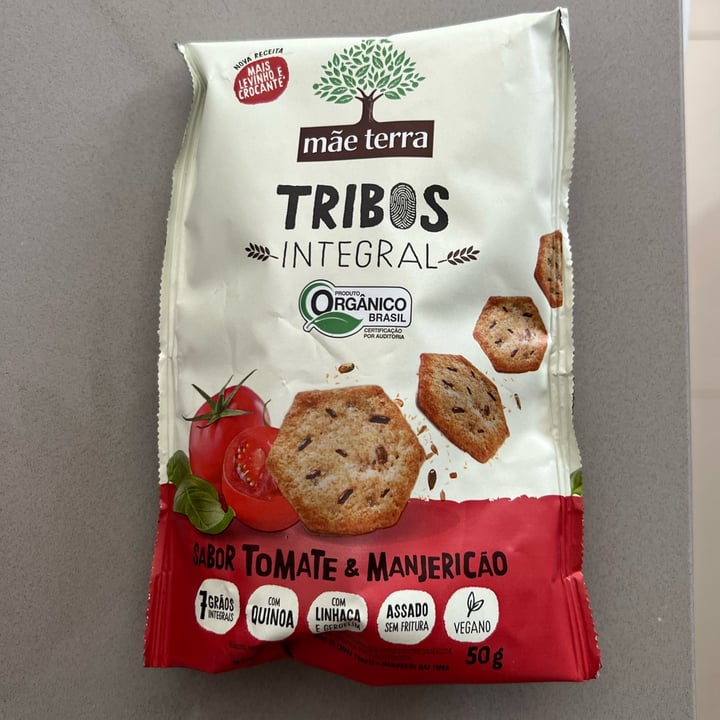 NOVA RECEITA
MAIS
LEVINHO E
CROCANTE
mãe terra
TRIBOS
INTEGRAL
PRODUTO
ORGÂNICO
BRASIL
CERTIFICAÇÃO
POR AUDITORIA
SABOR TOMATE & MANJERICÃO
7 GRÃOS
INTEGRAIS
COM
QUINOA
COM
LINHAÇA
E GERGELIM
ASSADO
SEM FRITURA
VEGANO
50g